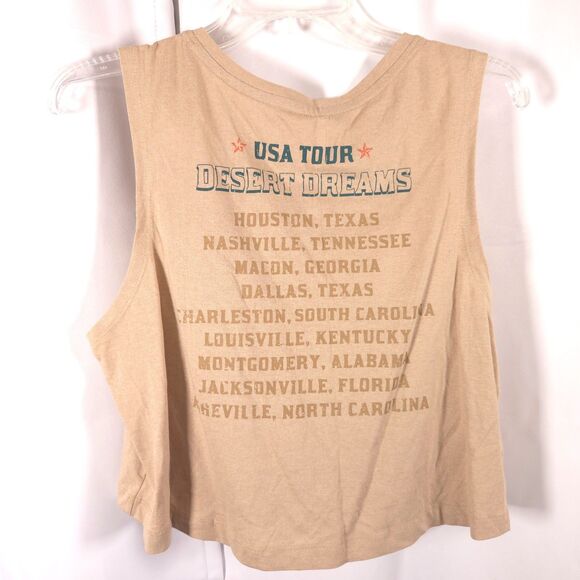 USA TOUR
DESERT DREAMS
HOUSTON, TEXAS
NASHVILLE, TENNESSEE
MACON, GEORGIA
DALLAS, TEXAS
CHARLESTON, SOUTH CAROLINA
LOUISVILLE, KENTUCKY
MONTGOMERY, ALABAMA
JACKSONVILLE, FLORIDA
ASHEVILLE, NORTH CAROLINA